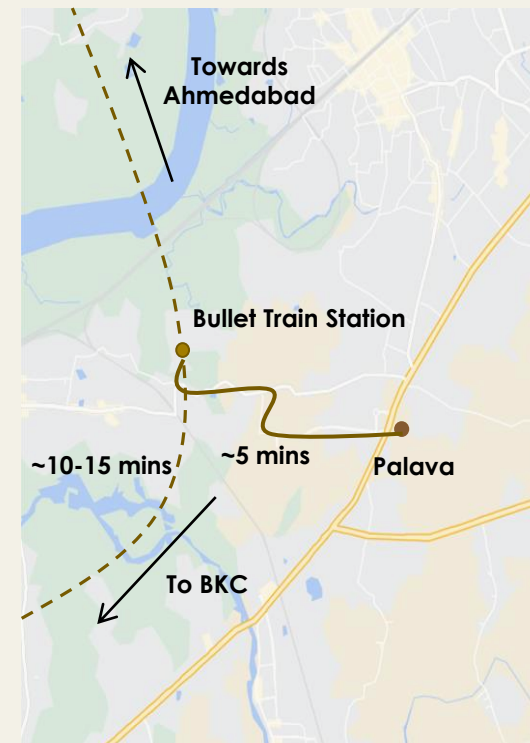 Towards
Ahmedabad
Bullet Train Station
~10-15 mins
~5 mins
Palava
To BKC